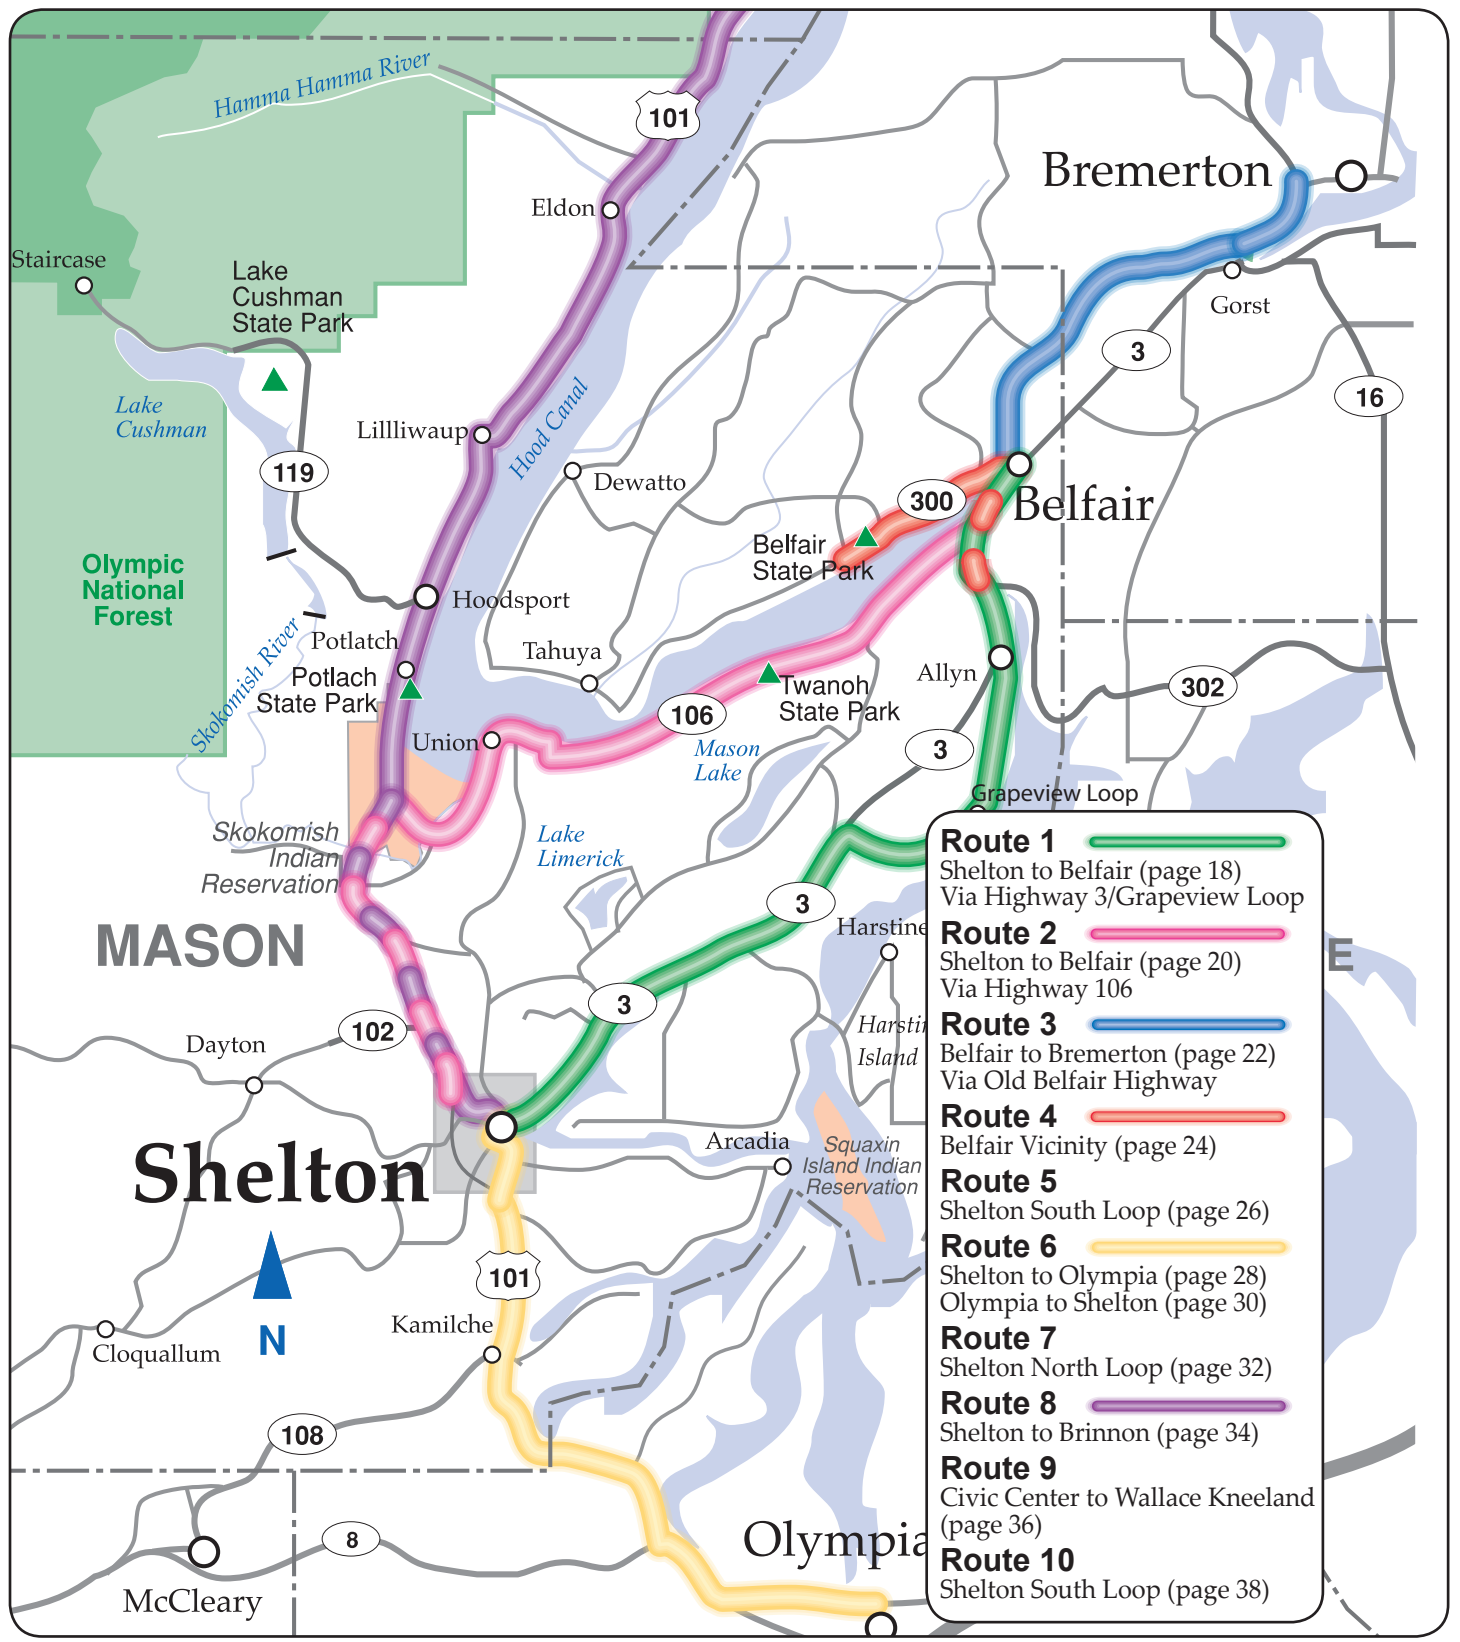 Hamma Hamma River
101
Bremerton
Eldon
Staircase
Lake
Cushman
State Park
Gorst
3
16
Lake
Cushman
Lillliwaup
Hood Canal
119
Dewatto
300
Belfair
Belfair
State Park
Olympic
National
Forest
Hoodsport
Skokomish River
Potlatch
Tahuya
Potlach
State Park
Allyn
302
Twanoh
State Park
106
Union
Mason
Lake
3
Grapeview Loop
Skokomish
Indian
Reservation
Lake
Limerick
3
MASON
Harstine
E
3
102
Harstin
Island
Dayton
Shelton
Arcadia
Squaxin
Island Indian
Reservation
101
Kamilche
N
Cloquallum
108
8
Olympia
McCleary
Route 1
Shelton to Belfair (page 18)
Via Highway 3/Grapeview Loop
Route 2
Shelton to Belfair (page 20)
Via Highway 106
Route 3
Belfair to Bremerton (page 22)
Via Old Belfair Highway
Route 4
Belfair Vicinity (page 24)
Route 5
Shelton South Loop (page 26)
Route 6
Shelton to Olympia (page 28)
Olympia to Shelton (page 30)
Route 7
Shelton North Loop (page 32)
Route 8
Shelton to Brinnon (page 34)
Route 9
Civic Center to Wallace Kneeland
(page 36)
Route 10
Shelton South Loop (page 38)